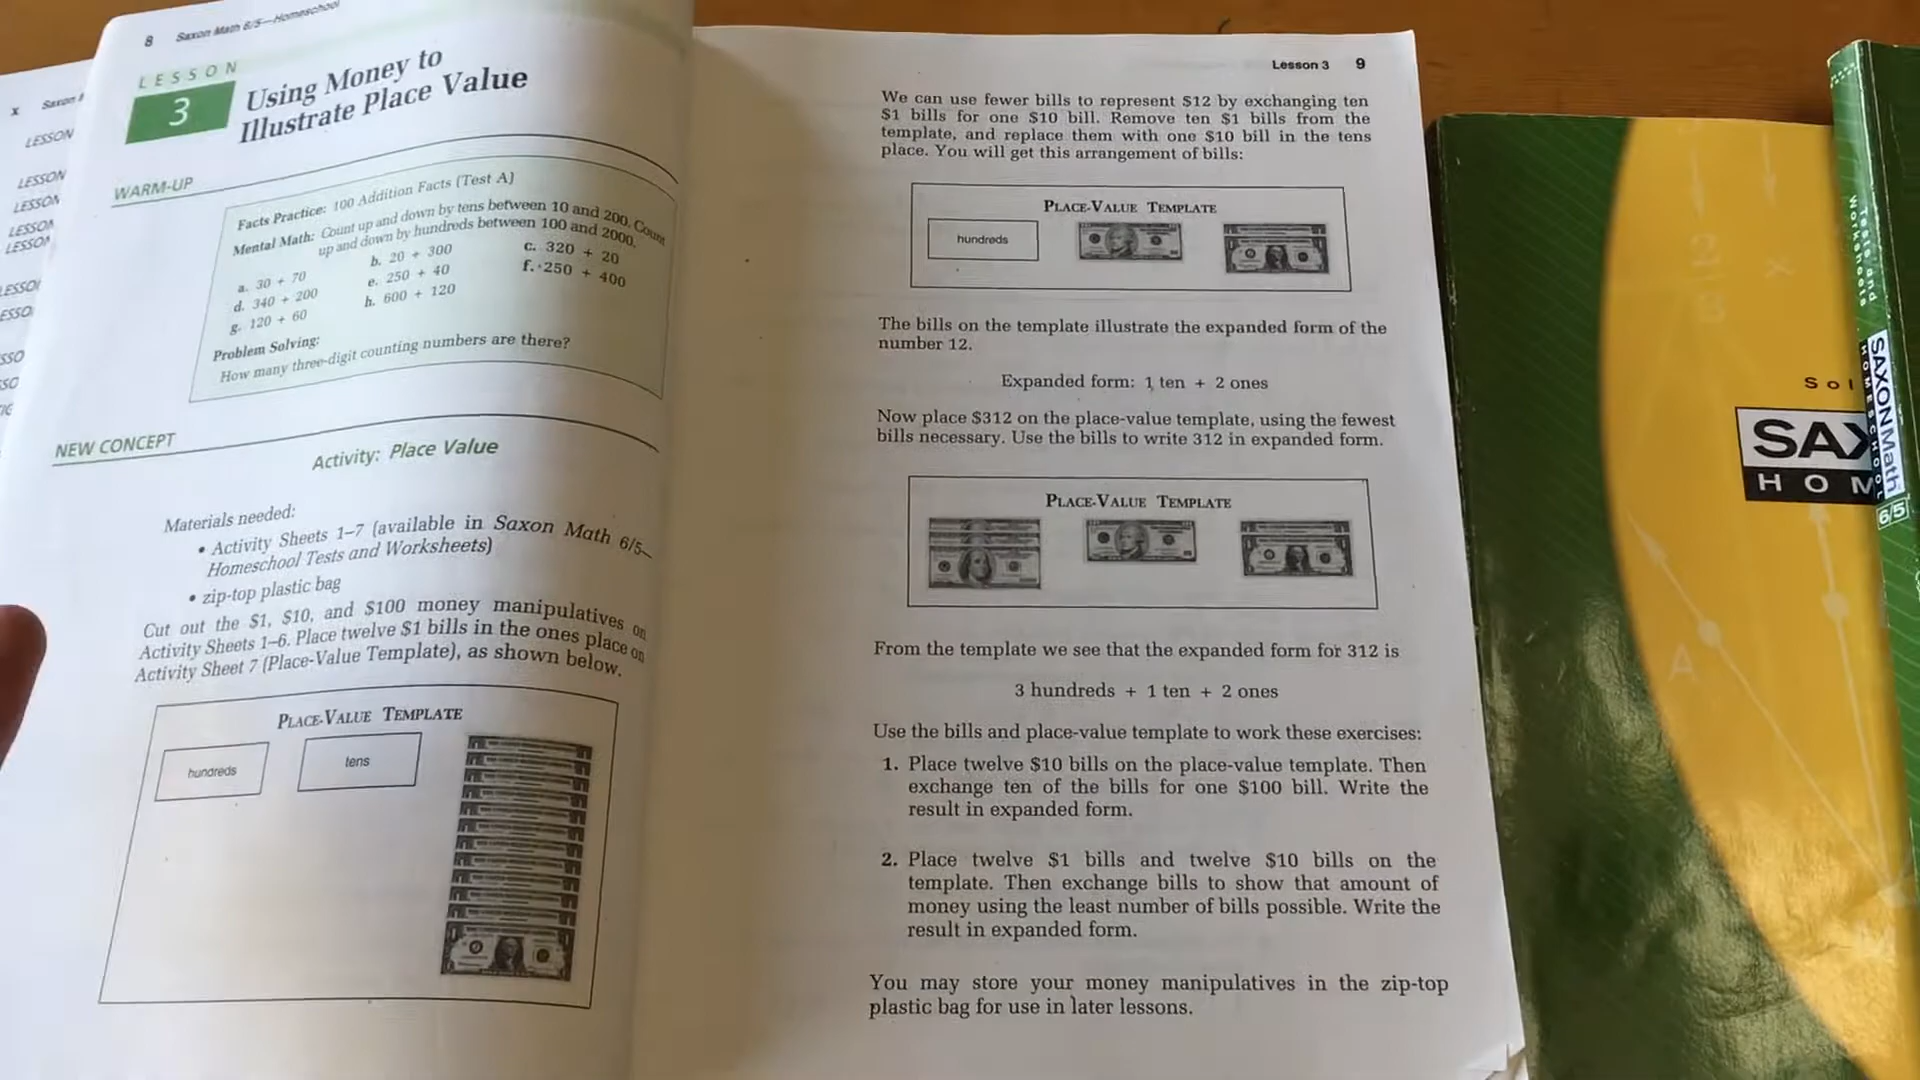 x Saxon
LESSON
LESSON
LESSON
LESSON
LESSON
8 Saxon Math 6/5—Homeschool
LESSON
3
Using Money to
Illustrate Place Value
WARM-UP
Facts Practice: 100 Addition Facts (Test A)
Mental Math: Count up and down by tens between 10 and 200. Count
up and down by hundreds between 100 and 2000.
a. 30 + 70 b. 20 + 300 c. 320 + 20
d. 340 + 200 e. 250 + 40 f. 250 + 400
g. 120 + 60 h. 600 + 120
Problem Solving:
How many three-digit counting numbers are there?
NEW CONCEPT
Activity: Place Value
Materials needed:
• Activity Sheets 1–7 (available in Saxon Math 6/5—
Homeschool Tests and Worksheets)
• zip-top plastic bag
Cut out the $1, $10, and $100 money manipulatives on
Activity Sheets 1–6. Place twelve $1 bills in the ones place on
Activity Sheet 7 (Place-Value Template), as shown below.
PLACE-VALUE TEMPLATE
hundreds
tens
Lesson 3 9
We can use fewer bills to represent $12 by exchanging ten
$1 bills for one $10 bill. Remove ten $1 bills from the
template, and replace them with one $10 bill in the tens
place. You will get this arrangement of bills:
PLACE-VALUE TEMPLATE
hundreds
The bills on the template illustrate the expanded form of the
number 12.
Expanded form: 1 ten + 2 ones
Now place $312 on the place-value template, using the fewest
bills necessary. Use the bills to write 312 in expanded form.
PLACE-VALUE TEMPLATE
From the template we see that the expanded form for 312 is
3 hundreds + 1 ten + 2 ones
Use the bills and place-value template to work these exercises:
1. Place twelve $10 bills on the place-value template. Then
exchange ten of the bills for one $100 bill. Write the
result in expanded form.
2. Place twelve $1 bills and twelve $10 bills on the
template. Then exchange bills to show that amount of
money using the least number of bills possible. Write the
result in expanded form.
You may store your money manipulatives in the zip-top
plastic bag for use in later lessons.
Sol
SAX
HOM
A
x
Tests and
Worksheets
SAXON Math
HOMESCHOOL
6/5